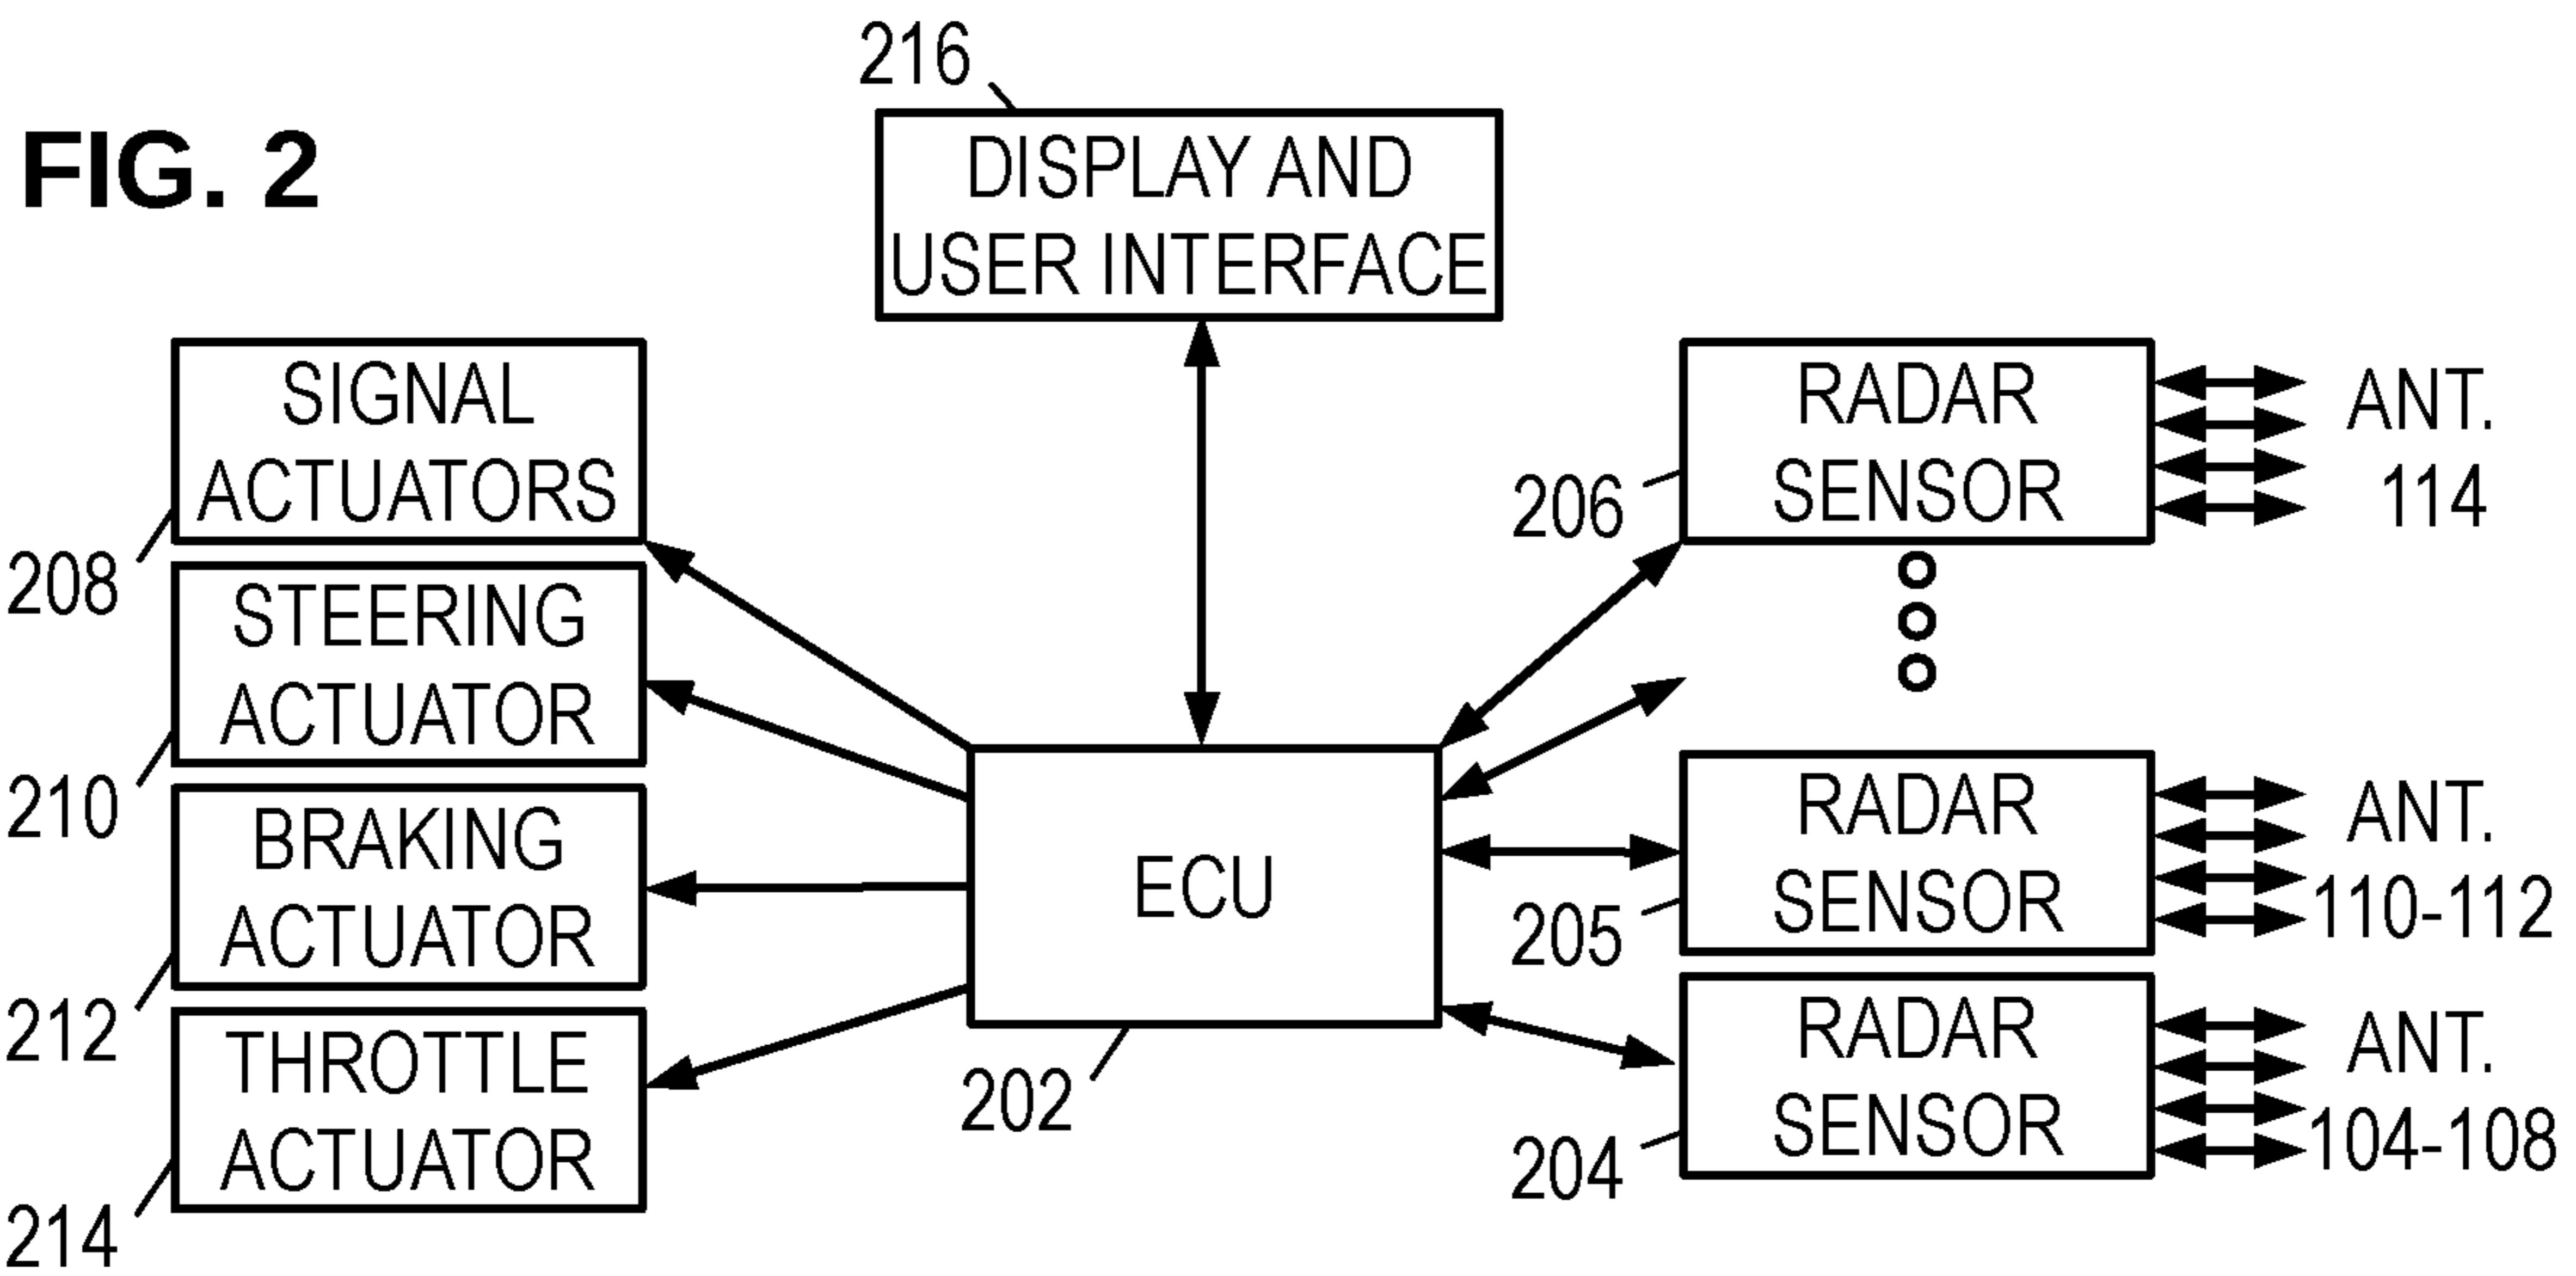 FIG. 2
216
DISPLAY AND
USER INTERFACE
SIGNAL
ACTUATORS
208
STEERING
ACTUATOR
210
BRAKING
ACTUATOR
212
THROTTLE
ACTUATOR
214
ECU
202
RADAR
SENSOR
206
ANT.
114
RADAR
SENSOR
205
ANT.
110-112
RADAR
SENSOR
204
ANT.
104-108